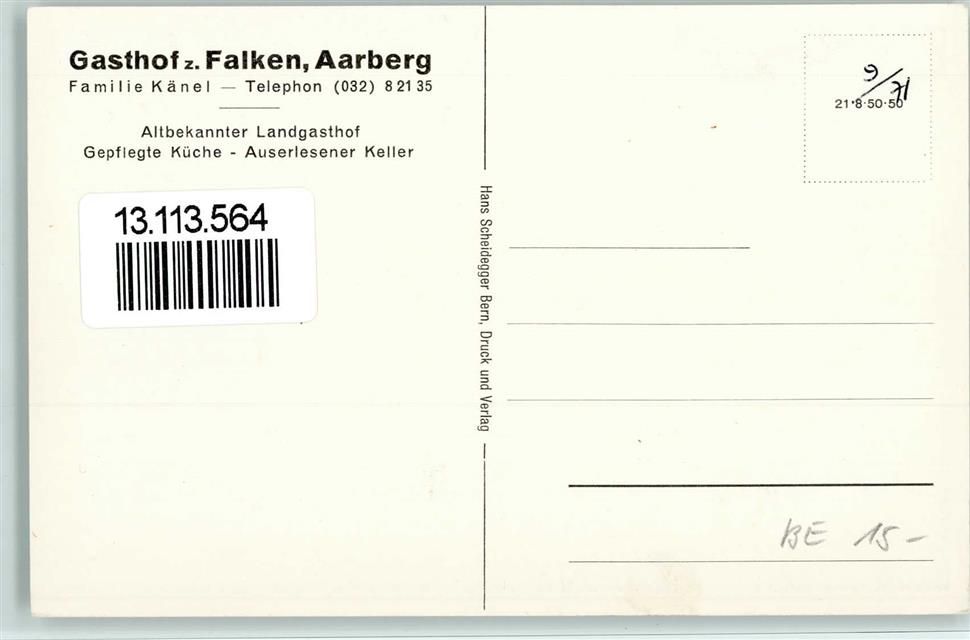 Gasthof z. Falken, Aarberg
Familie Känel — Telephon (032) 8 21 35
Altbekannter Landgasthof
Gepflegte Küche - Auserlesener Keller
13.113.564
Hans Scheidegger Bern, Druck und Verlag
9/71
21•8•50•50
BE 15-